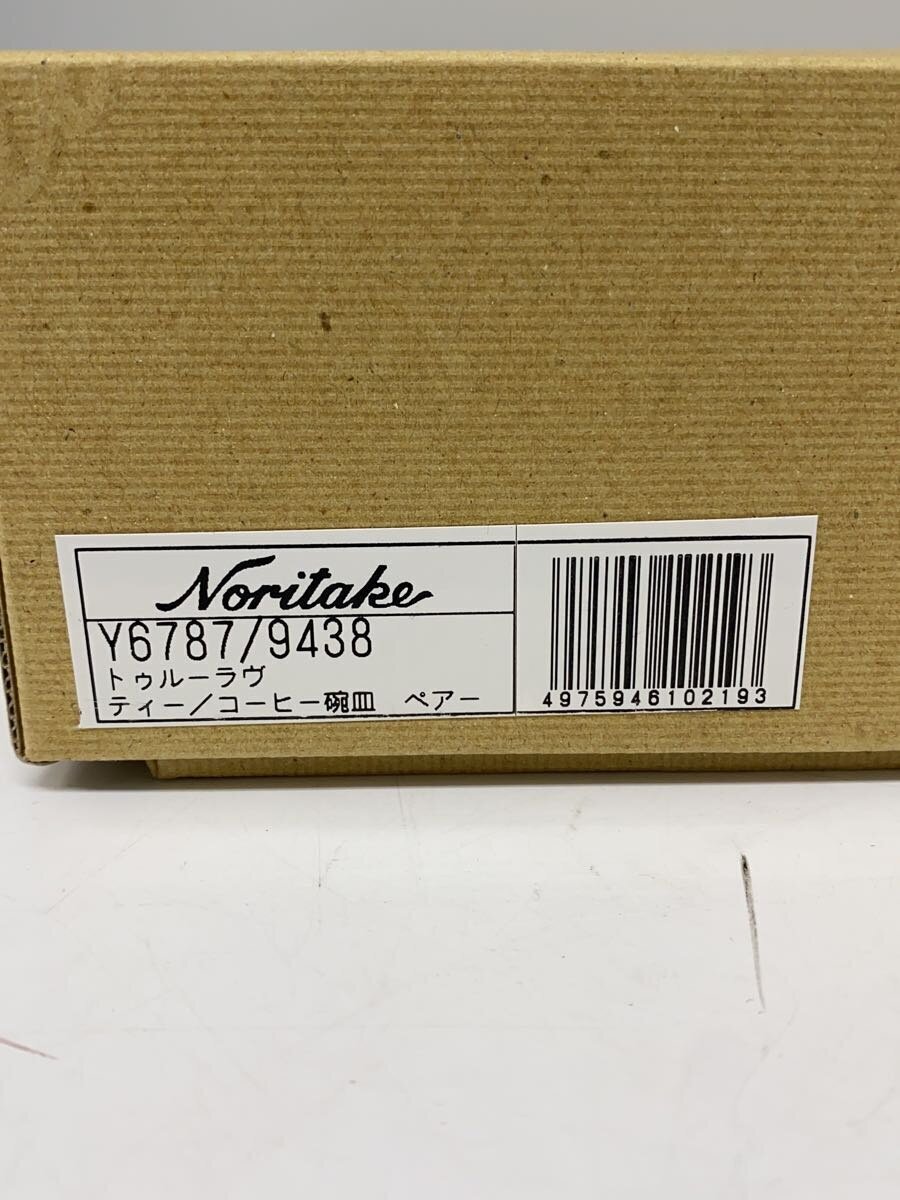 Noritake
Y6787/9438
トゥルーラヴ
ティー/コーヒー碗皿　ペアー
4975946102193